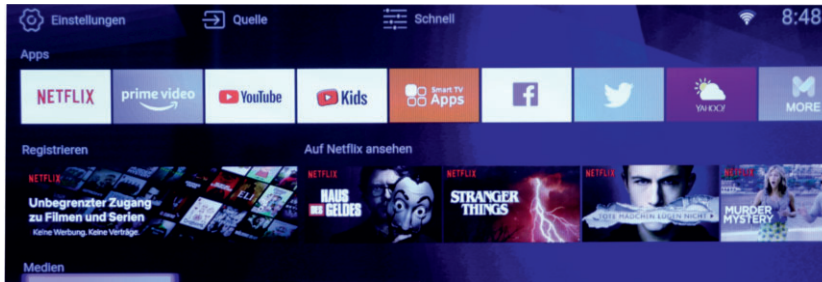 Einstellungen Quelle Schnell 8:48
Apps
NETFLIX prime video YouTube Kids Smart TV Apps YAHOO! MORE
Registrieren Auf Netflix ansehen
NETFLIX
Unbegrenzter Zugang
zu Filmen und Serien
Keine Werbung. Keine Verträge.
NETFLIX
HAUS
DES GELDES
NETFLIX
STRANGER
THINGS
NETFLIX
TOTE MÄDCHEN LÜGEN NICHT
NETFLIX
MURDER
MYSTERY
Medien